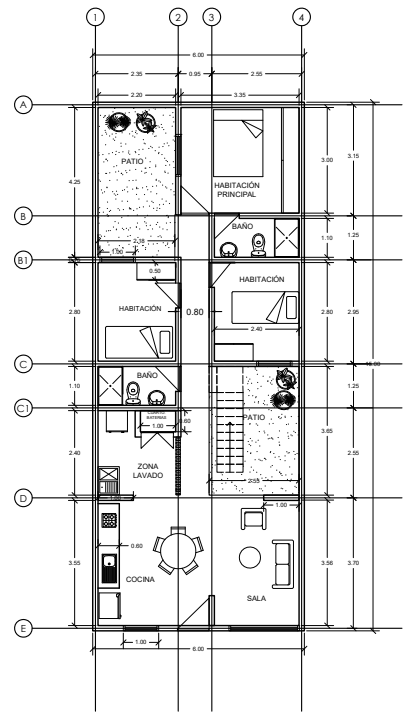 1 2 3 4
6.00
2.35 0.95 2.55
2.20 3.35
A
PATIO
HABITACIÓN
PRINCIPAL
4.25
3.00
3.15
B
BAÑO
1.10
1.25
1.00
B1
0.50
HABITACIÓN
HABITACIÓN
0.80
2.80
2.40
2.80
2.95
C
BAÑO
1.10
1.25
C1
PATIO
CUARTO
BATERIAS
1.00
0.60
3.65
2.55
ZONA
LAVADO
2.40
2.55
D
1.00
0.60
COCINA
SALA
3.55
3.56
3.70
E
1.00
6.00